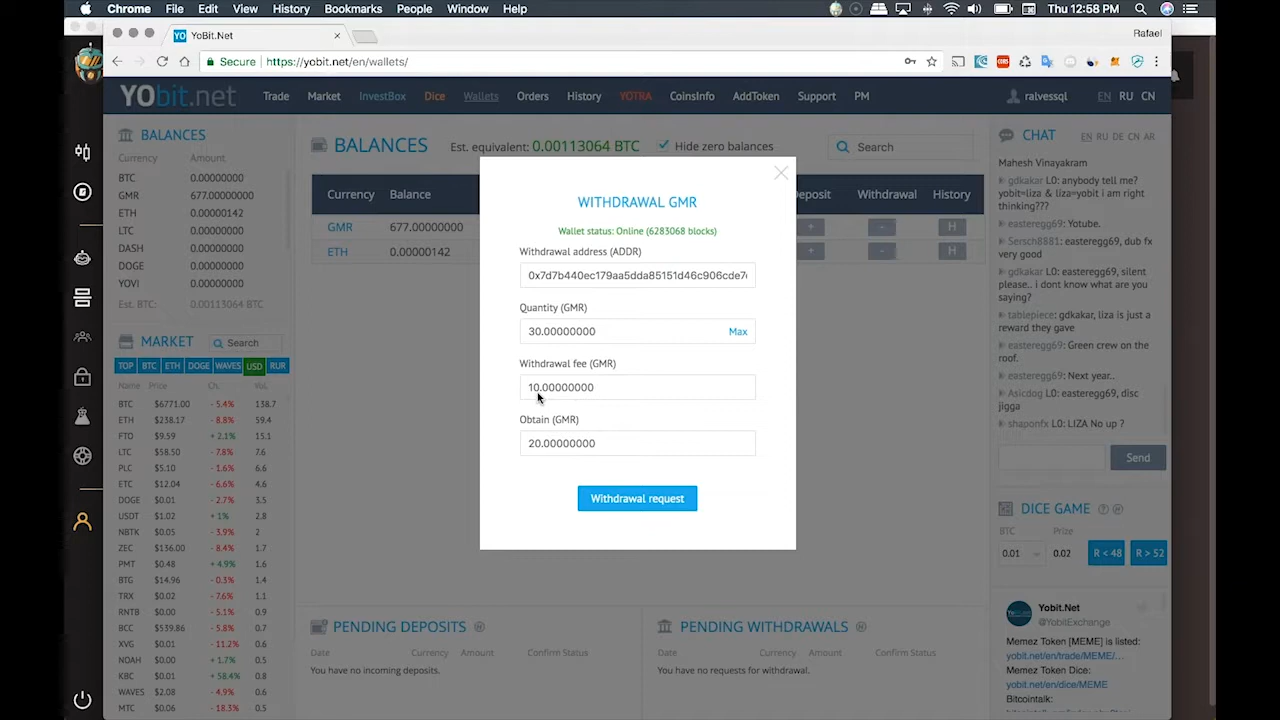 Chrome File Edit View History Bookmarks People Window Help Thu 12:58 PM
YO YoBit.Net × Rafael
Secure https://yobit.net/en/wallets/
YObit.net Trade Market InvestBox Dice Wallets Orders History YOTRA CoinsInfo AddToken Support PM ralvessql EN RU CN
BALANCES
Currency Amount
BTC 0.00000000
GMR 677.00000000
ETH 0.00000142
LTC 0.00000000
DASH 0.00000000
DOGE 0.00000000
YOVI 0.00000000
Est. BTC: 0.00113064 BTC
MARKET Search
TOP BTC ETH DOGE WAVES USD RUR
Name Price Ch. Vol.
BTC $6771.00 - 5.4% 138.7
ETH $238.17 - 8.8% 59.4
FTO $9.59 + 2.1% 15.1
LTC $58.50 - 7.8% 7.6
PLC $5.10 - 1.6% 6.6
ETC $12.04 - 6.6% 4.6
DOGE $0.01 - 2.7% 3.5
USDT $1.02 + 1% 2.8
NBTK $0.05 - 3.9% 2
ZEC $136.00 - 8.4% 1.7
PMT $0.48 + 4.9% 1.6
BTG $14.96 - 0.3% 1.4
TRX $0.02 - 7.6% 1.1
RNTB $0.00 - 5.1% 0.9
BCC $539.86 - 5.8% 0.7
XVG $0.01 - 11.2% 0.6
NOAH $0.00 + 1.7% 0.5
KBC $0.01 + 58.4% 0.8
WAVES $2.08 - 4.9% 0.6
MTC $0.06 - 18.3% 0.5
BALANCES Est. equivalent: 0.00113064 BTC Hide zero balances Search
Currency Balance Deposit Withdrawal History
GMR 677.00000000 + - H
ETH 0.00000142 + - H
WITHDRAWAL GMR
Wallet status: Online (6283068 blocks)
Withdrawal address (ADDR)
0x7d7b440ec179aa5dda85151d46c906cde7
Quantity (GMR)
30.00000000 Max
Withdrawal fee (GMR)
10.00000000
Obtain (GMR)
20.00000000
Withdrawal request
PENDING DEPOSITS
Date Currency Amount Confirm Status
You have no incoming deposits.
PENDING WITHDRAWALS
Date Currency Amount Confirm Status
You have no requests for withdrawal.
CHAT EN RU DE CN AR
Mahesh Vinayakram
gdkakar L0: anybody tell me?
yobit=liza & liza=yobit i am right
thinking???
easteregg69: Yotube.
Sersch8881: easteregg69, dub fx
very good
gdkakar L0: easteregg69, silent
please.. i dont know what are you
saying?
tablepiece: gdkakar, liza is just a
reward they gave
easteregg69: Green crew on the
roof.
easteregg69: Next year..
Asicdog L0: easteregg69, disc
jigga
shaponfx L0: LIZA No up ?
Send
DICE GAME
BTC Prize
0.01 0.02 R < 48 R > 52
Yobit.Net
@YobitExchange
Memez Token [MEME] is listed:
yobit.net/en/trade/MEME/…
Memez Token Dice:
yobit.net/en/dice/MEME
Bitcointalk: